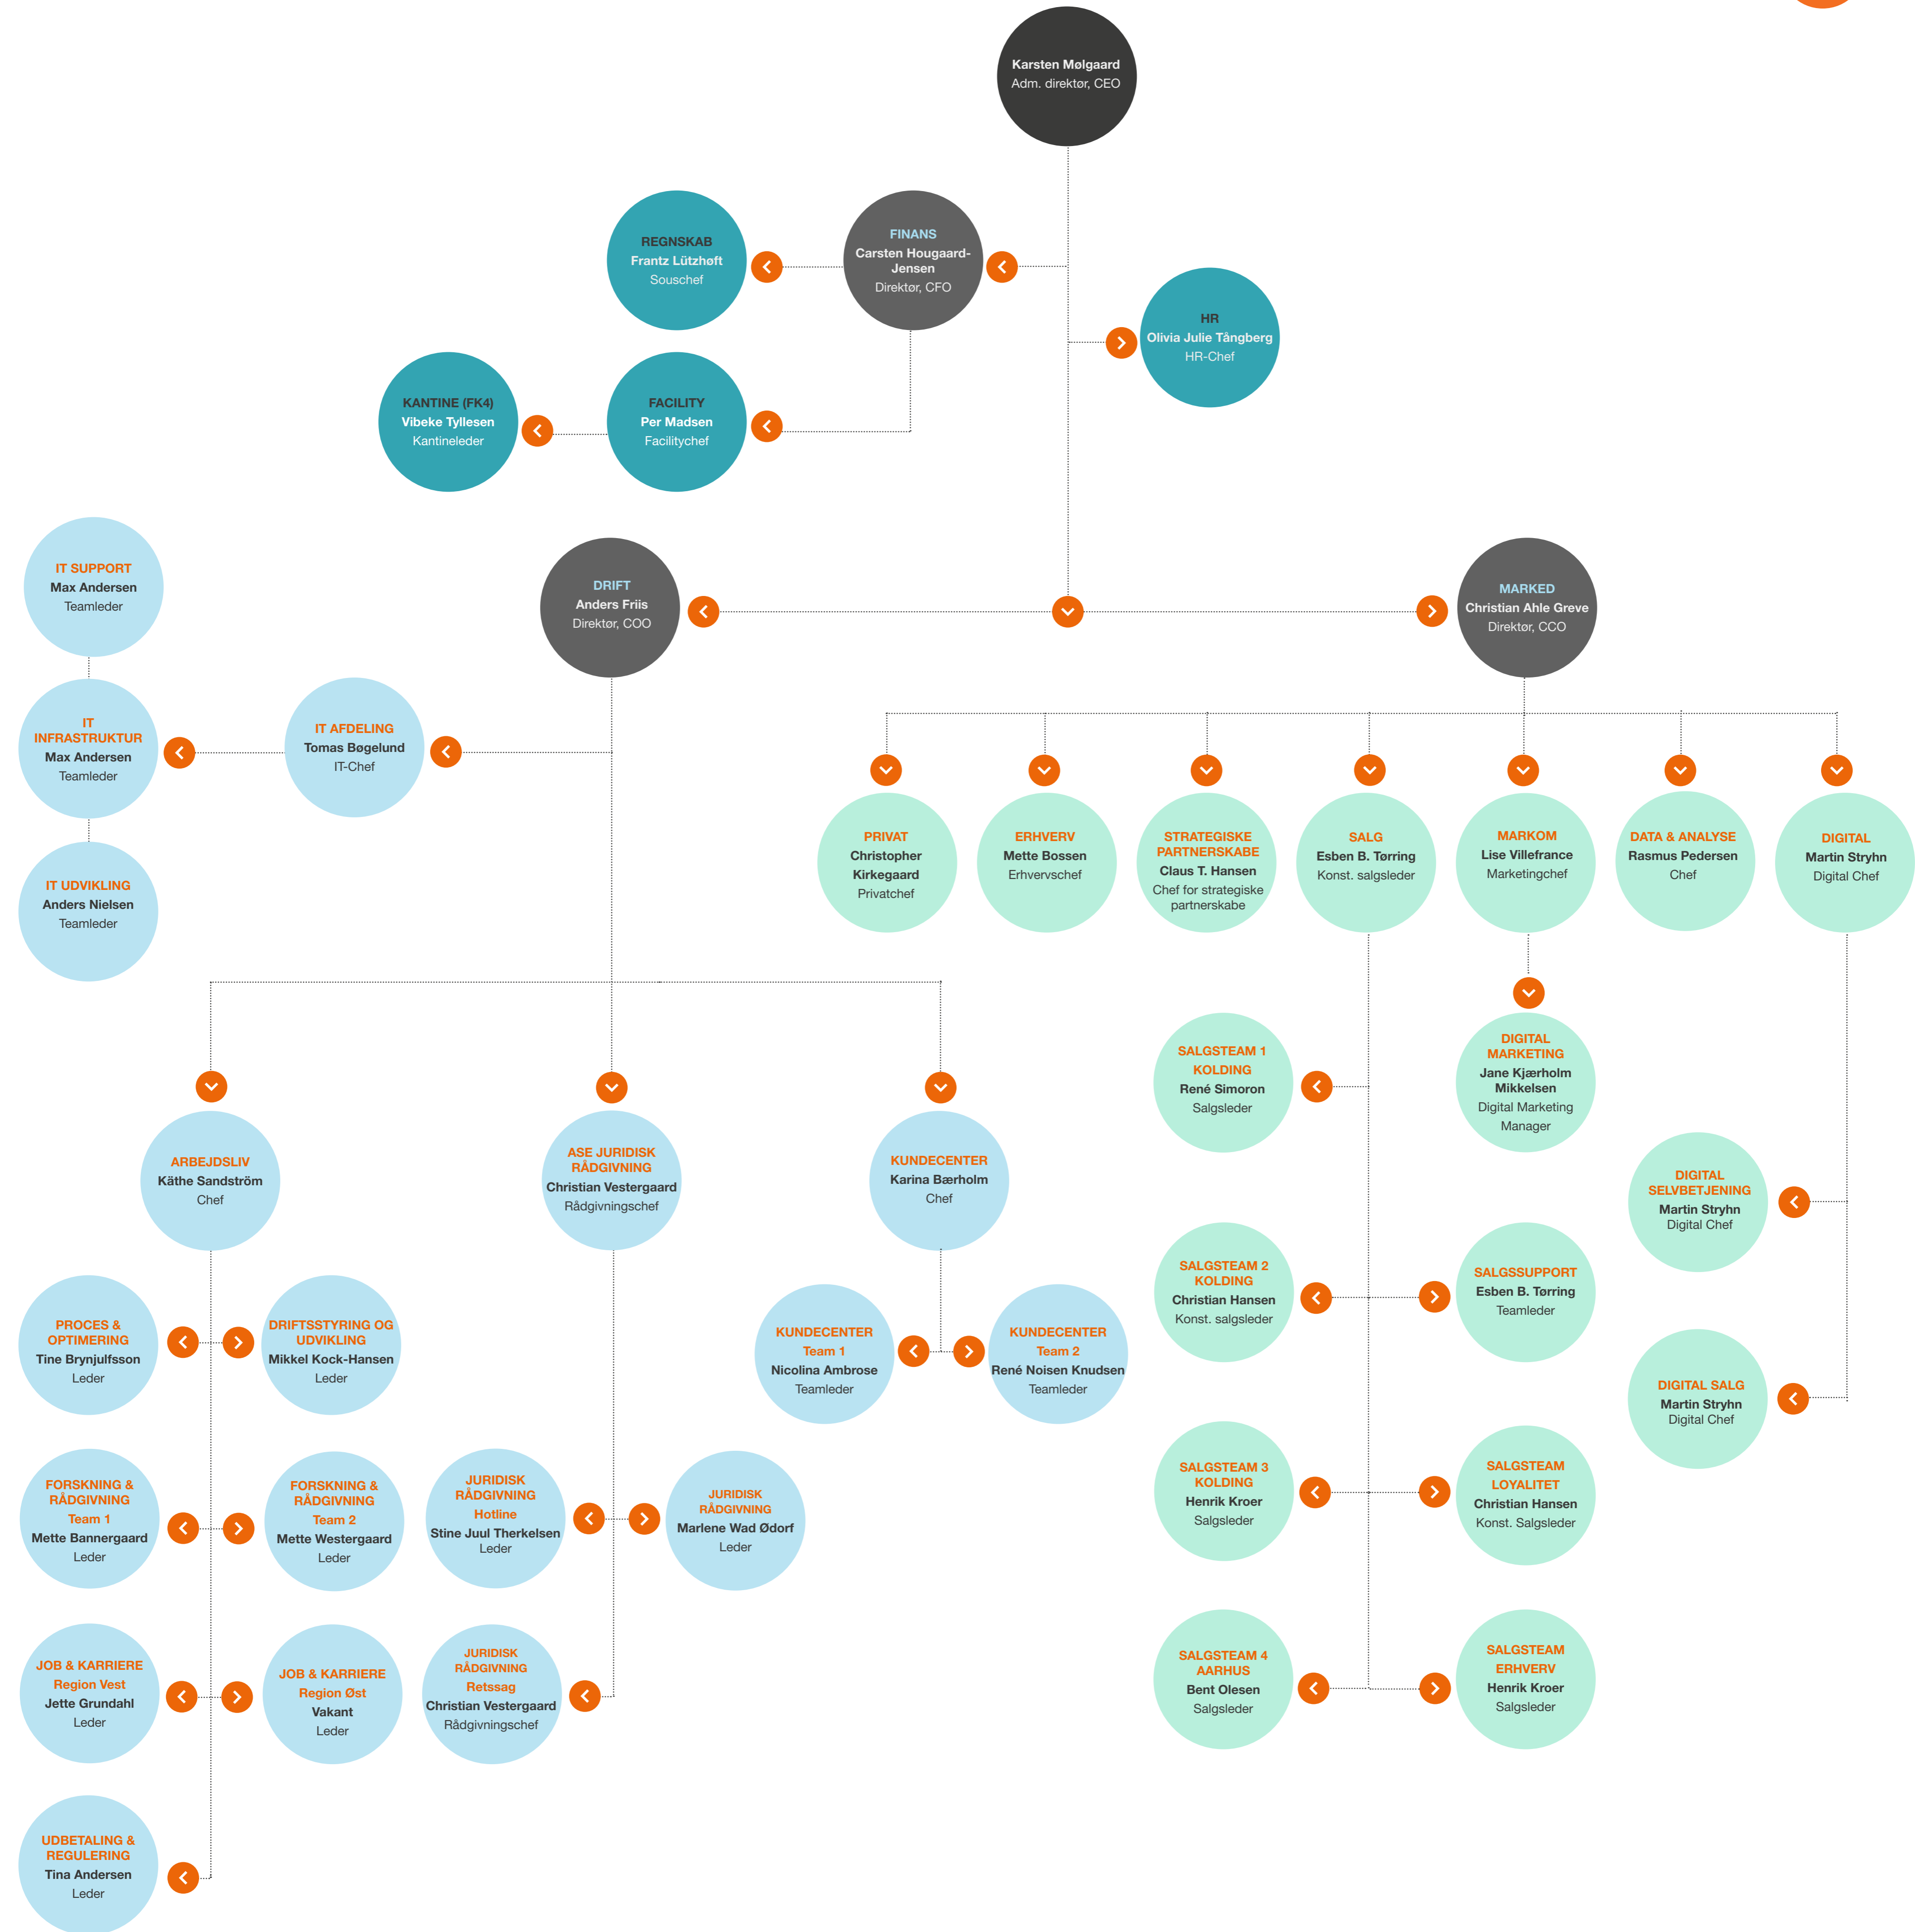 Karsten Mølgaard
Adm. direktør, CEO
REGNSKAB
Frantz Lützhøft
Souschef
FINANS
Carsten Hougaard-
Jensen
Direktør, CFO
HR
Olivia Julie Tångberg
HR-Chef
KANTINE (FK4)
Vibeke Tyllesen
Kantineleder
FACILITY
Per Madsen
Facilitychef
IT SUPPORT
Max Andersen
Teamleder
DRIFT
Anders Friis
Direktør, COO
MARKED
Christian Ahle Greve
Direktør, CCO
IT
INFRASTRUKTUR
Max Andersen
Teamleder
IT AFDELING
Tomas Bøgelund
IT-Chef
IT UDVIKLING
Anders Nielsen
Teamleder
PRIVAT
Christopher
Kirkegaard
Privatchef
ERHVERV
Mette Bossen
Erhvervschef
STRATEGISKE
PARTNERSKABE
Claus T. Hansen
Chef for strategiske
partnerskabe
SALG
Esben B. Tørring
Konst. salgsleder
MARKOM
Lise Villefrance
Marketingchef
DATA & ANALYSE
Rasmus Pedersen
Chef
DIGITAL
Martin Stryhn
Digital Chef
SALGSTEAM 1
KOLDING
René Simoron
Salgsleder
DIGITAL
MARKETING
Jane Kjærholm
Mikkelsen
Digital Marketing
Manager
ARBEJDSLIV
Käthe Sandström
Chef
ASE JURIDISK
RÅDGIVNING
Christian Vestergaard
Rådgivningschef
KUNDECENTER
Karina Bærholm
Chef
DIGITAL
SELVBETJENING
Martin Stryhn
Digital Chef
SALGSTEAM 2
KOLDING
Christian Hansen
Konst. salgsleder
SALGSSUPPORT
Esben B. Tørring
Teamleder
PROCES &
OPTIMERING
Tine Brynjulfsson
Leder
DRIFTSSTYRING OG
UDVIKLING
Mikkel Kock-Hansen
Leder
KUNDECENTER
Team 1
Nicolina Ambrose
Teamleder
KUNDECENTER
Team 2
René Noisen Knudsen
Teamleder
DIGITAL SALG
Martin Stryhn
Digital Chef
FORSKNING &
RÅDGIVNING
Team 1
Mette Bannergaard
Leder
FORSKNING &
RÅDGIVNING
Team 2
Mette Westergaard
Leder
JURIDISK
RÅDGIVNING
Hotline
Stine Juul Therkelsen
Leder
JURIDISK
RÅDGIVNING
Marlene Wad Ødorf
Leder
SALGSTEAM 3
KOLDING
Henrik Kroer
Salgsleder
SALGSTEAM
LOYALITET
Christian Hansen
Konst. Salgsleder
JOB & KARRIERE
Region Vest
Jette Grundahl
Leder
JOB & KARRIERE
Region Øst
Vakant
Leder
JURIDISK
RÅDGIVNING
Retssag
Christian Vestergaard
Rådgivningschef
SALGSTEAM 4
AARHUS
Bent Olesen
Salgsleder
SALGSTEAM
ERHVERV
Henrik Kroer
Salgsleder
UDBETALING &
REGULERING
Tina Andersen
Leder